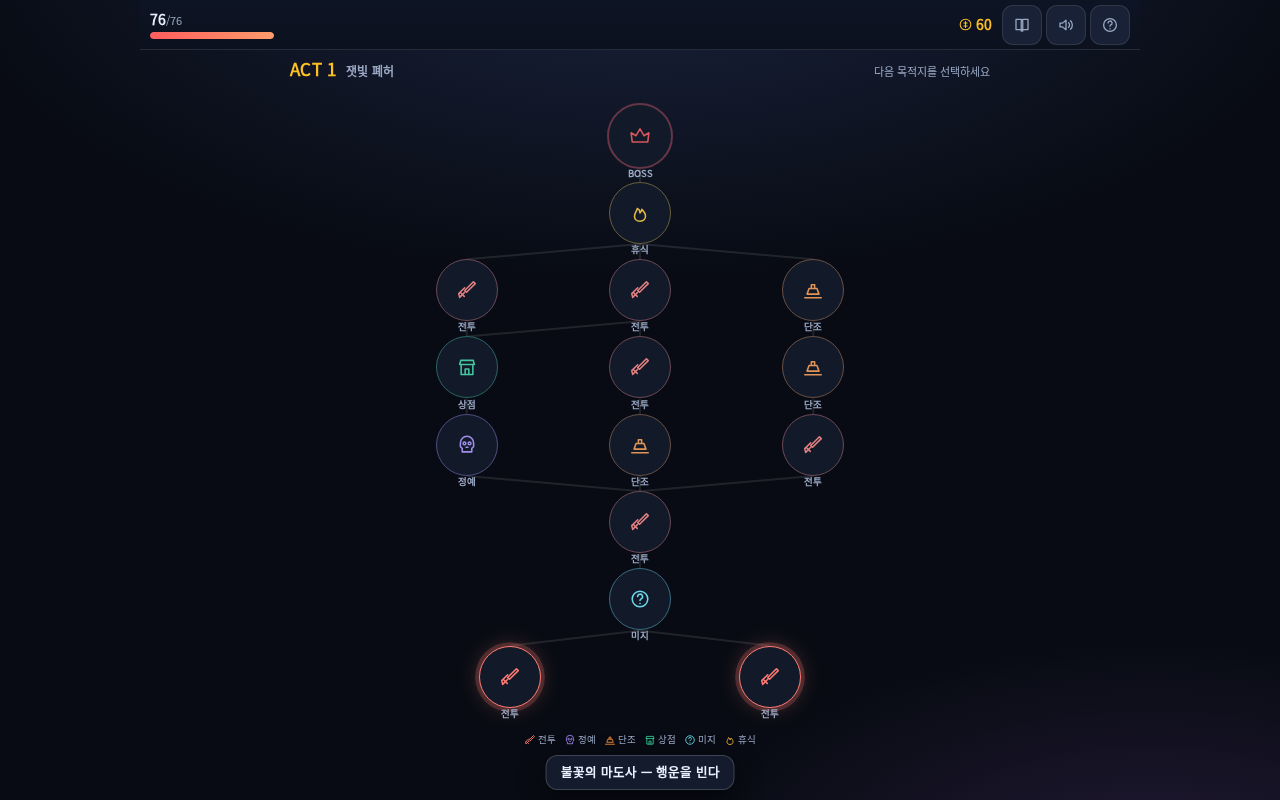 76/76
60
ACT 1 잿빛 폐허
다음 목적지를 선택하세요
BOSS
휴식
전투 전투 단조
상점 전투 단조
정예 단조 전투
전투
미지
전투 전투
전투 정예 단조 상점 미지 휴식
불꽃의 마도사 — 행운을 빈다